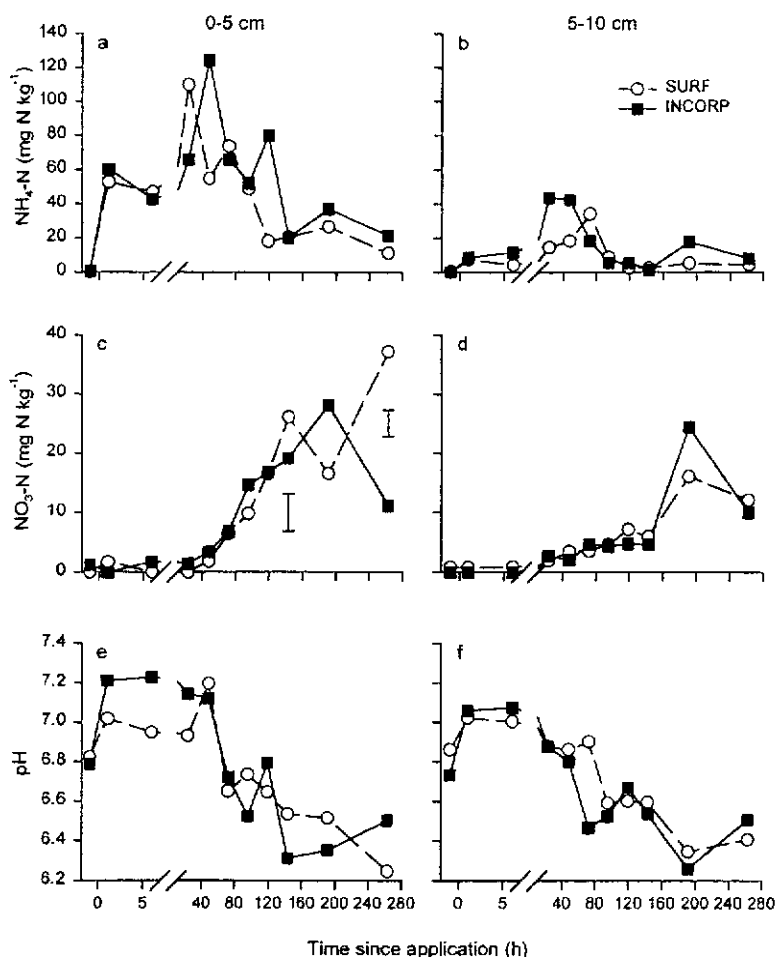 0-5 cm
5-10 cm
a
b
SURF
INCORP
NH₄-N (mg N kg⁻¹)
140
120
100
80
60
40
20
0
c
d
NO₃-N (mg N kg⁻¹)
40
30
20
10
0
e
f
pH
7.4
7.2
7.0
6.8
6.6
6.4
6.2
0 5 40 80 120 160 200 240 280
0 5 40 80 120 160 200 240 280
Time since application (h)